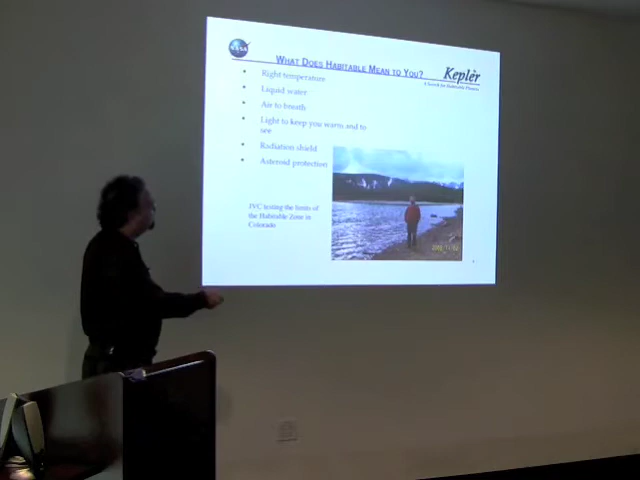 NASA
WHAT DOES HABITABLE MEAN TO YOU?
Kepler
A Search for Habitable Planets
• Right temperature
• Liquid water
• Air to breath
• Light to keep you warm and to
see
• Radiation shield
• Asteroid protection
JVC testing the limits of
the Habitable Zone in
Colorado